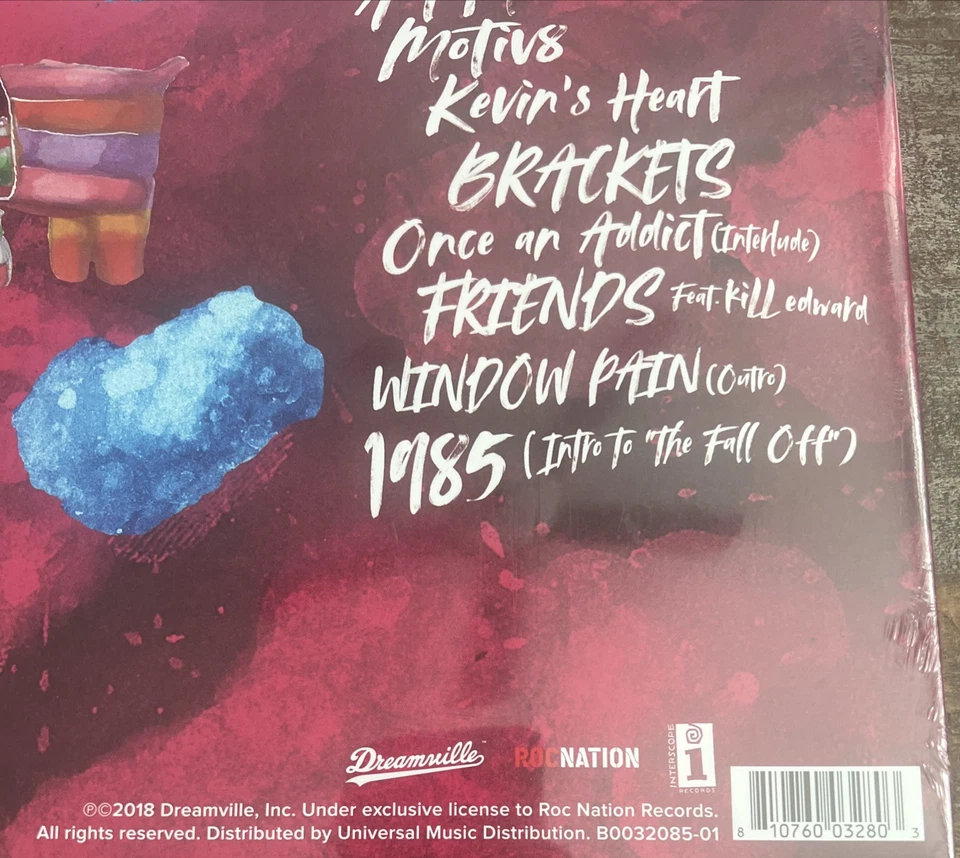 Motiv8
Kevin's Heart
BRACKETS
Once an Addict (Interlude)
FRIENDS Feat. kiLL edward
WINDOW PAIN (Outro)
1985 (Intro To "The Fall Off")
Dreamville™ ROCNATION INTERSCOPE i RECORDS
℗©2018 Dreamville, Inc. Under exclusive license to Roc Nation Records.
All rights reserved. Distributed by Universal Music Distribution. B0032085-01
8 10760 03280 3